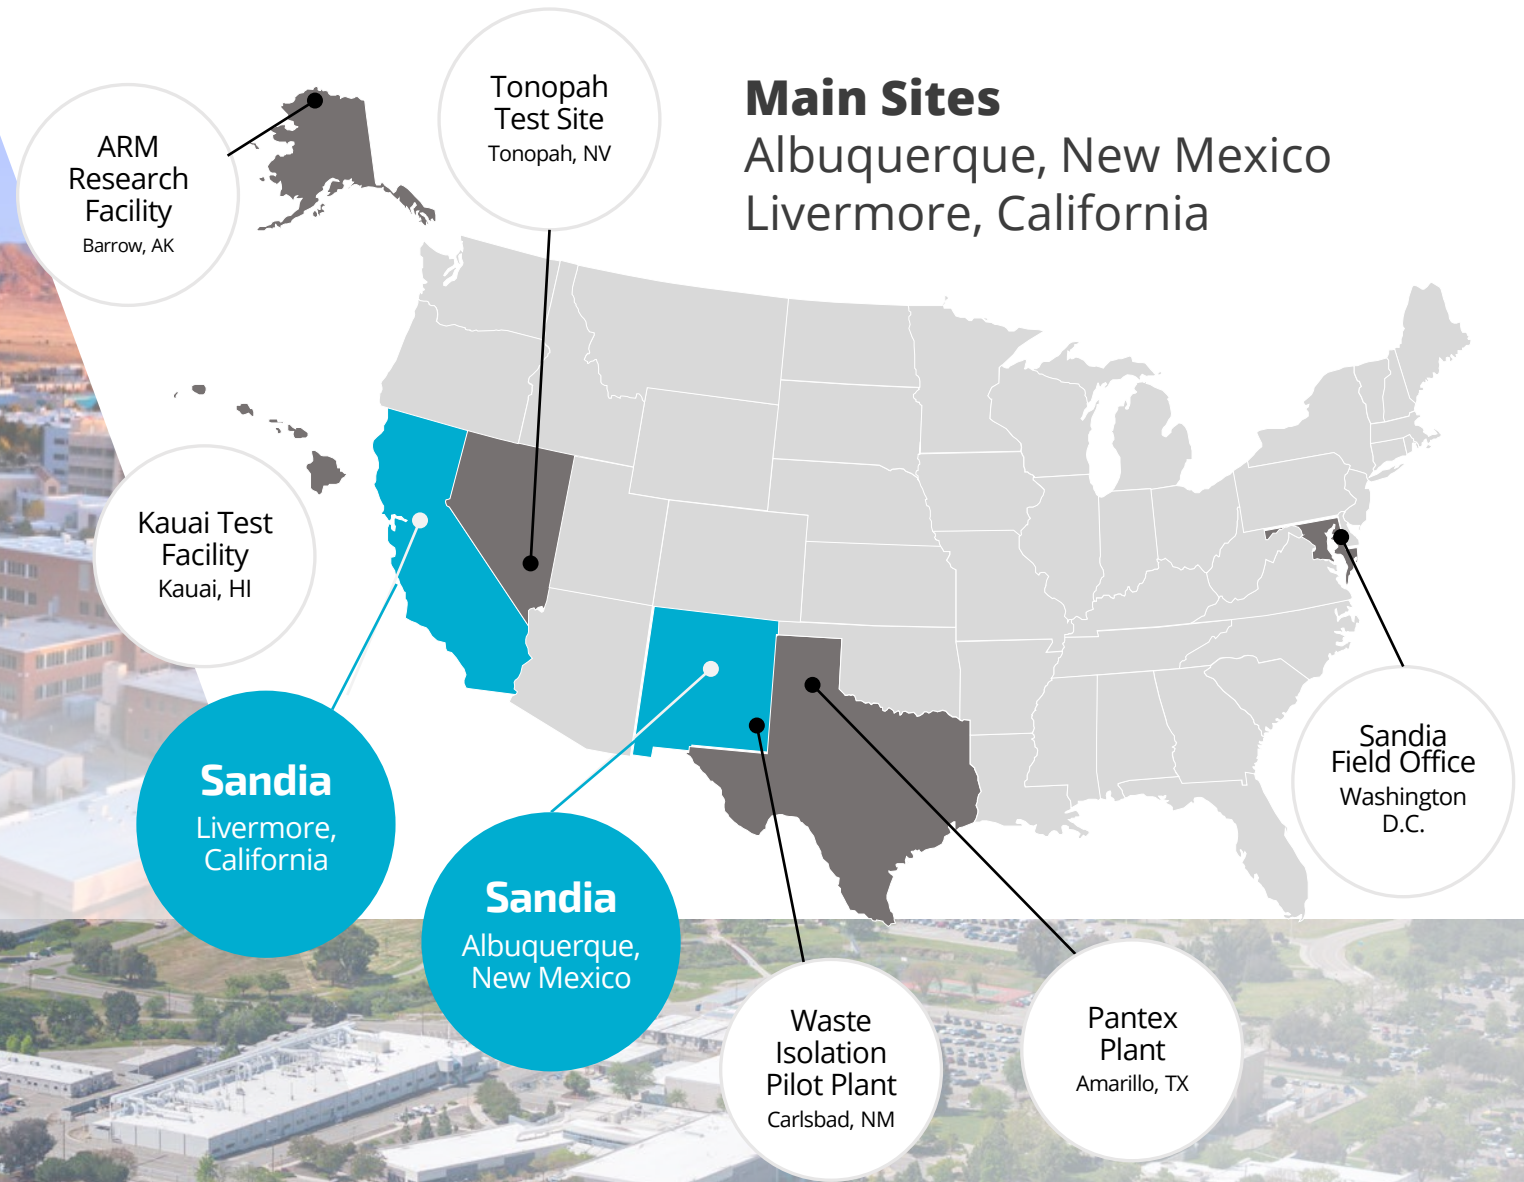 Main Sites
Albuquerque, New Mexico
Livermore, California
ARM
Research
Facility
Barrow, AK
Tonopah
Test Site
Tonopah, NV
Kauai Test
Facility
Kauai, HI
Sandia
Livermore,
California
Sandia
Albuquerque,
New Mexico
Waste
Isolation
Pilot Plant
Carlsbad, NM
Pantex
Plant
Amarillo, TX
Sandia
Field Office
Washington
D.C.